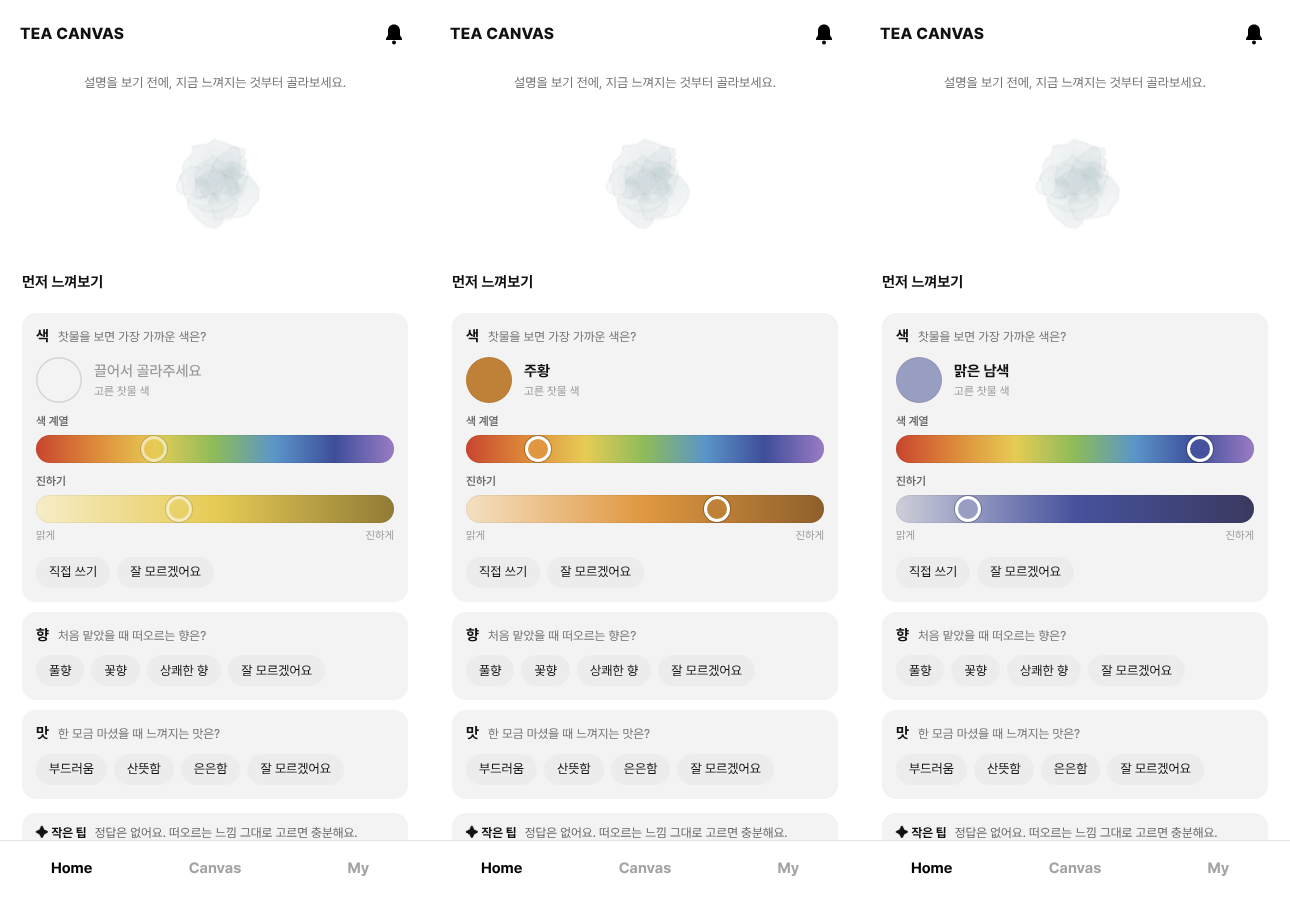 TEA CANVAS
설명을 보기 전에, 지금 느껴지는 것부터 골라보세요.
먼저 느껴보기
색 찻물을 보면 가장 가까운 색은?
끌어서 골라주세요
고른 찻물 색
색 계열
진하기
맑게 진하게
직접 쓰기 잘 모르겠어요
향 처음 맡았을 때 떠오르는 향은?
풀향 꽃향 상쾌한 향 잘 모르겠어요
맛 한 모금 마셨을 때 느껴지는 맛은?
부드러움 산뜻함 은은함 잘 모르겠어요
작은 팁 정답은 없어요. 떠오르는 느낌 그대로 고르면 충분해요.
Home Canvas My
TEA CANVAS
설명을 보기 전에, 지금 느껴지는 것부터 골라보세요.
먼저 느껴보기
색 찻물을 보면 가장 가까운 색은?
주황
고른 찻물 색
색 계열
진하기
맑게 진하게
직접 쓰기 잘 모르겠어요
향 처음 맡았을 때 떠오르는 향은?
풀향 꽃향 상쾌한 향 잘 모르겠어요
맛 한 모금 마셨을 때 느껴지는 맛은?
부드러움 산뜻함 은은함 잘 모르겠어요
작은 팁 정답은 없어요. 떠오르는 느낌 그대로 고르면 충분해요.
Home Canvas My
TEA CANVAS
설명을 보기 전에, 지금 느껴지는 것부터 골라보세요.
먼저 느껴보기
색 찻물을 보면 가장 가까운 색은?
맑은 남색
고른 찻물 색
색 계열
진하기
맑게 진하게
직접 쓰기 잘 모르겠어요
향 처음 맡았을 때 떠오르는 향은?
풀향 꽃향 상쾌한 향 잘 모르겠어요
맛 한 모금 마셨을 때 느껴지는 맛은?
부드러움 산뜻함 은은함 잘 모르겠어요
작은 팁 정답은 없어요. 떠오르는 느낌 그대로 고르면 충분해요.
Home Canvas My